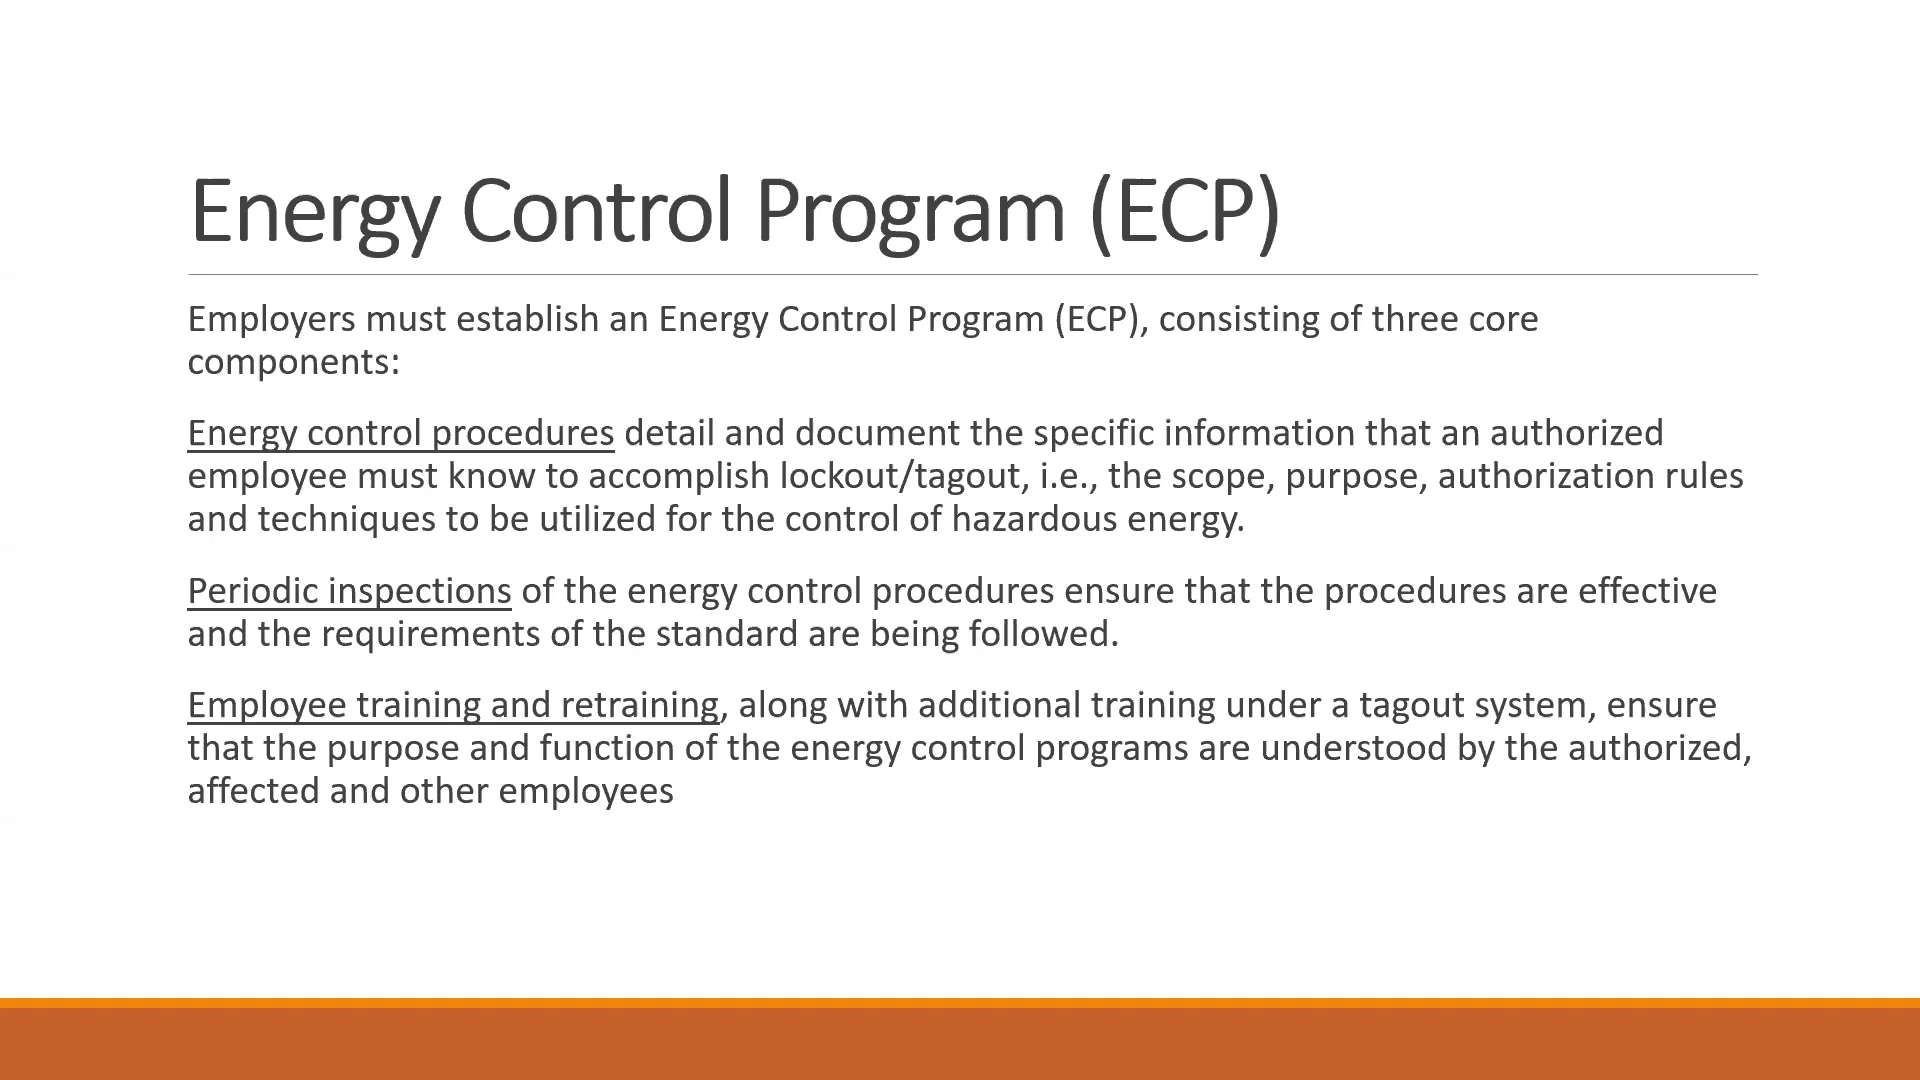 Energy Control Program (ECP)
Employers must establish an Energy Control Program (ECP), consisting of three core
components:
Energy control procedures detail and document the specific information that an authorized
employee must know to accomplish lockout/tagout, i.e., the scope, purpose, authorization rules
and techniques to be utilized for the control of hazardous energy.
Periodic inspections of the energy control procedures ensure that the procedures are effective
and the requirements of the standard are being followed.
Employee training and retraining, along with additional training under a tagout system, ensure
that the purpose and function of the energy control programs are understood by the authorized,
affected and other employees